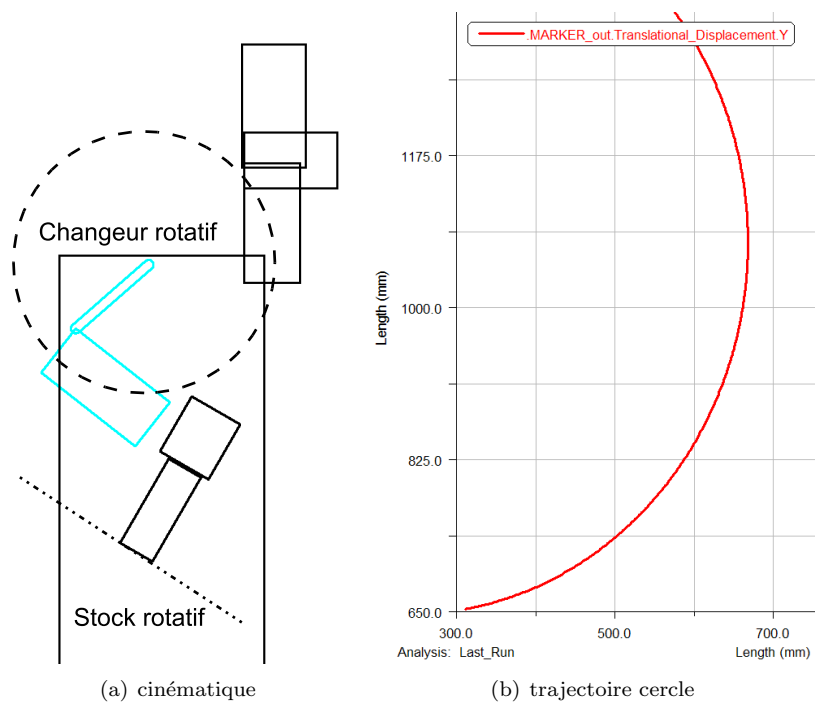 Changeur rotatif
Stock rotatif
(a) cinématique
.MARKER_out.Translational_Displacement.Y
1175.0
1000.0
825.0
650.0
Length (mm)
300.0 500.0 700.0
Analysis: Last_Run Length (mm)
(b) trajectoire cercle